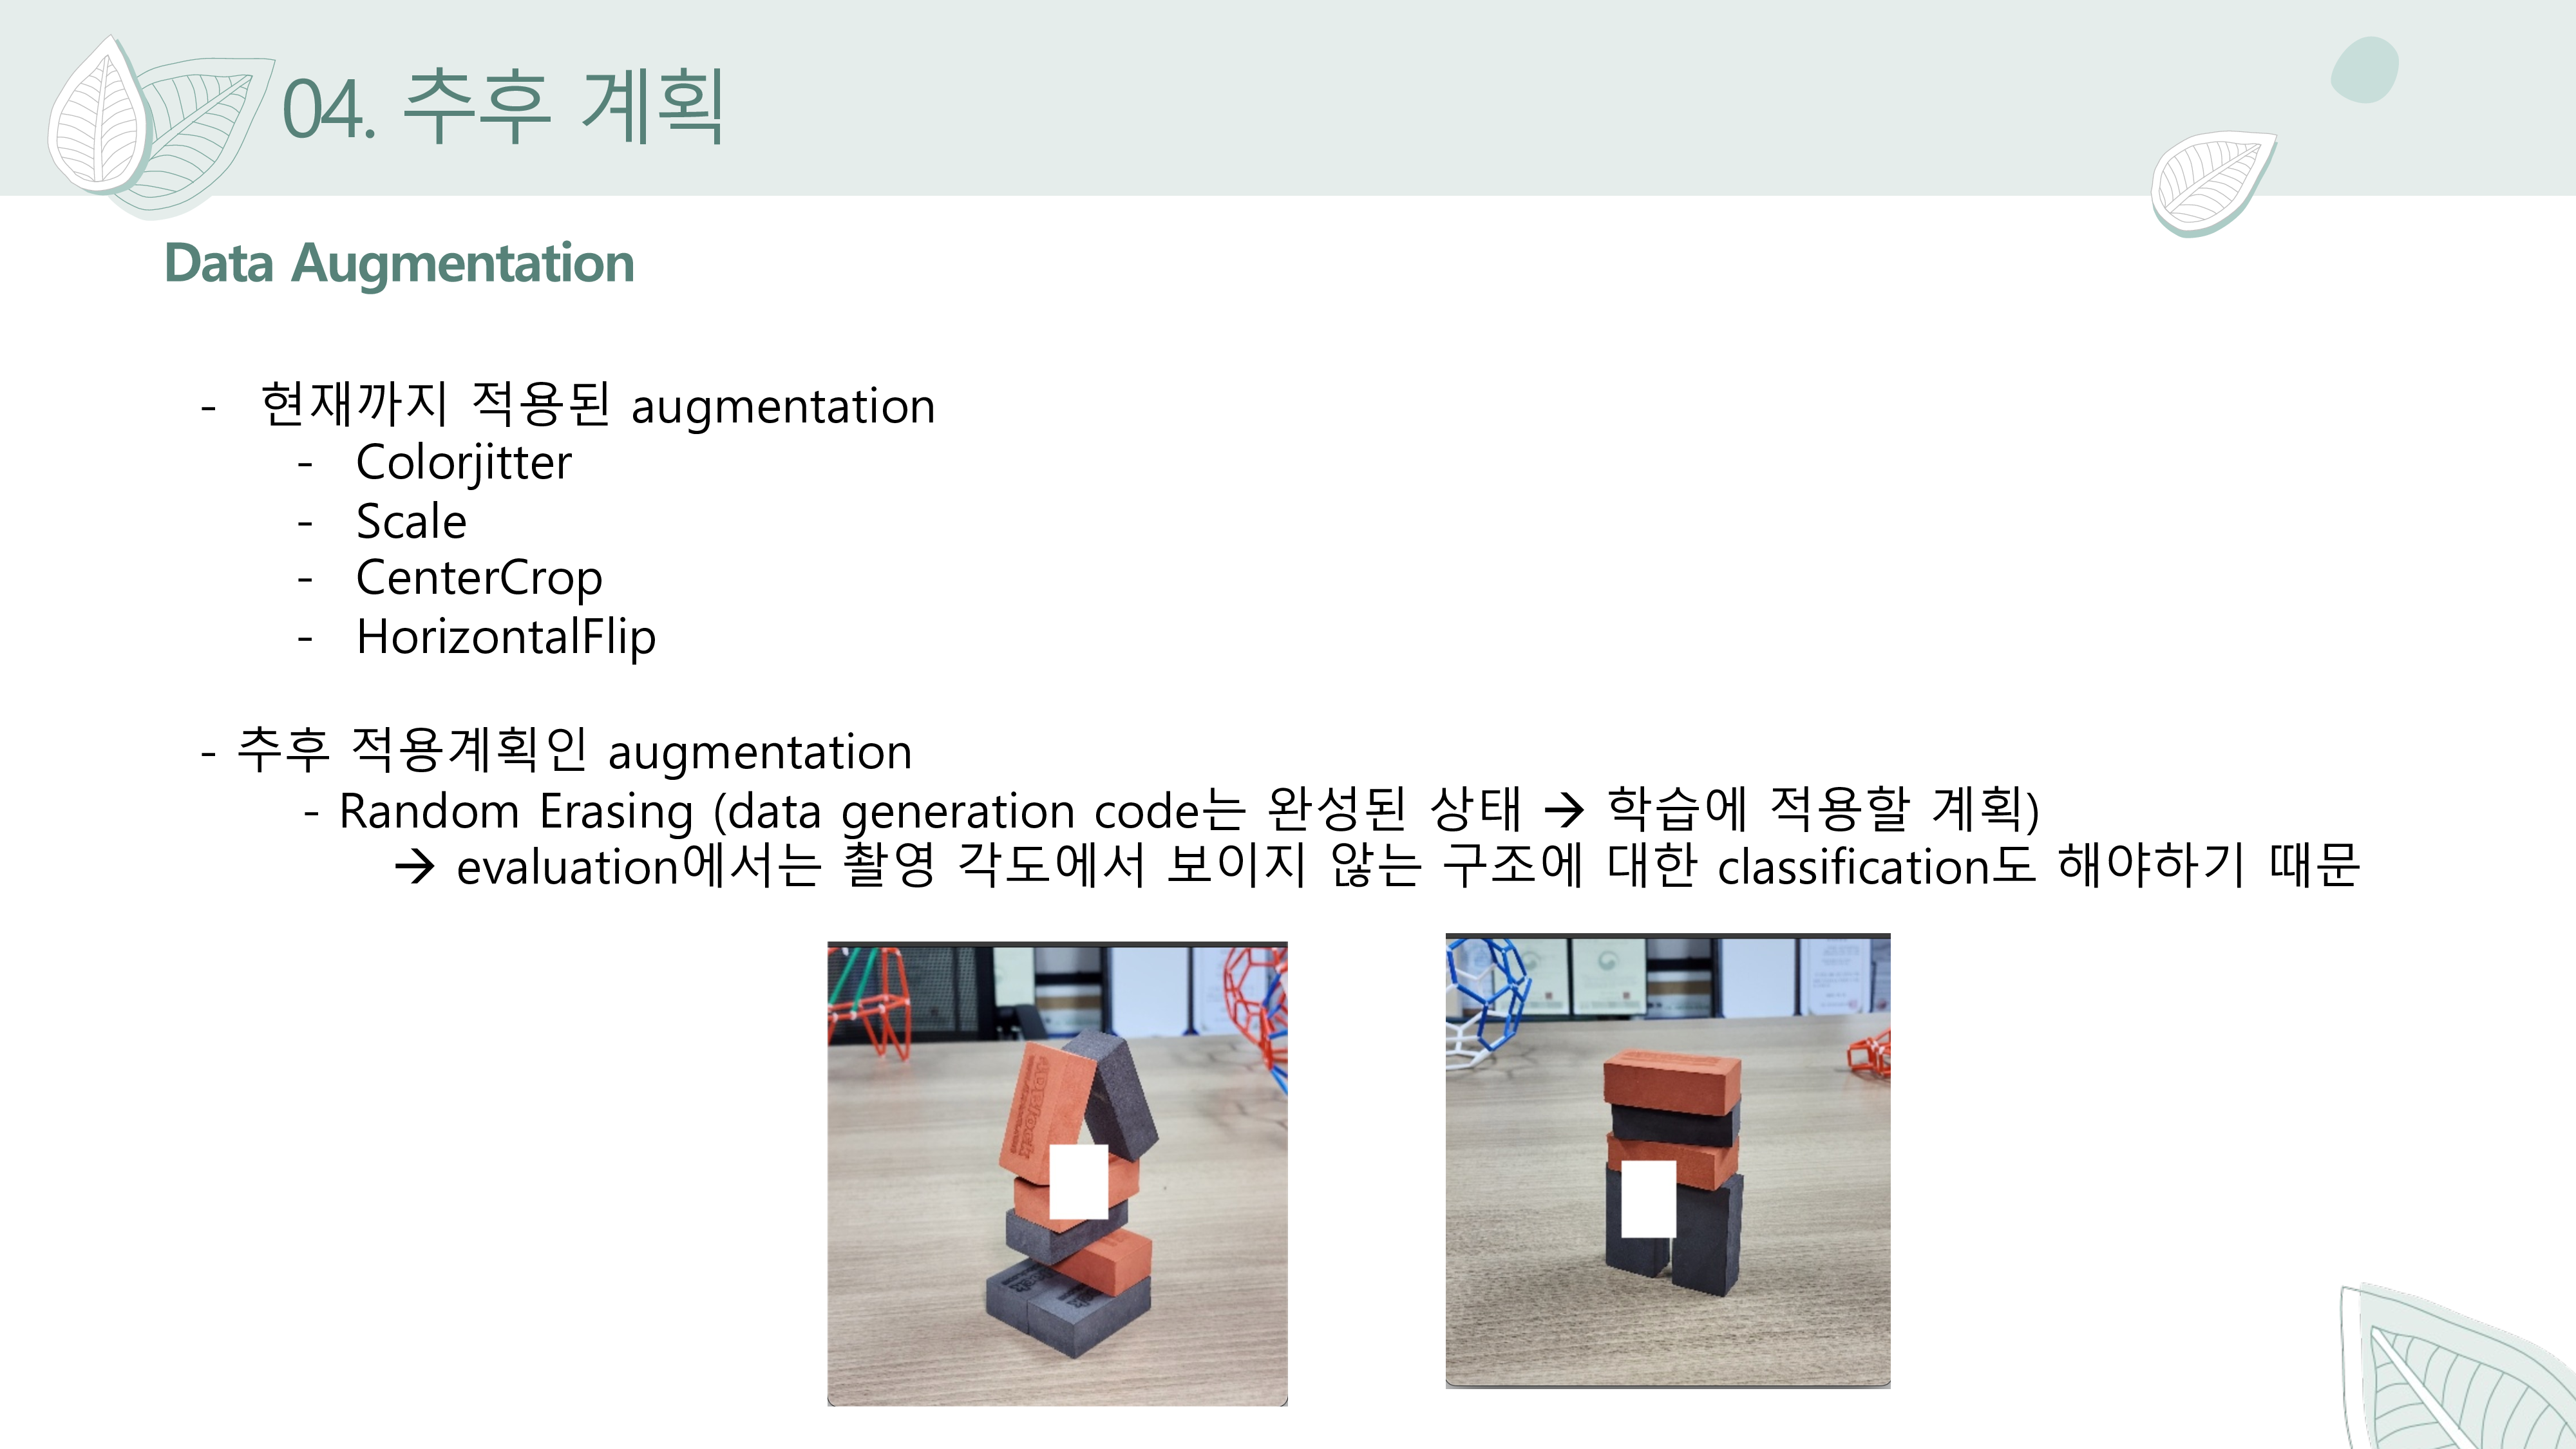 04. 추후 계획
Data Augmentation
- 현재까지 적용된 augmentation
- Colorjitter
- Scale
- CenterCrop
- HorizontalFlip
- 추후 적용계획인 augmentation
- Random Erasing (data generation code는 완성된 상태 → 학습에 적용할 계획)
→ evaluation에서는 촬영 각도에서 보이지 않는 구조에 대한 classification도 해야하기 때문